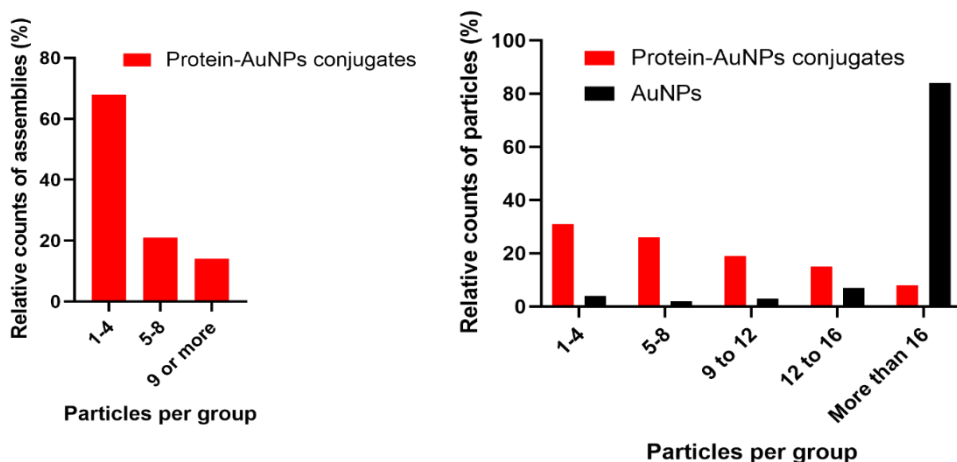 Relative counts of assemblies (%)
80
60
40
20
0
Protein-AuNPs conjugates
1-4
5-8
9 or more
Particles per group
Relative counts of particles (%)
100
80
60
40
20
0
Protein-AuNPs conjugates
AuNPs
1-4
5-8
9 to 12
12 to 16
More than 16
Particles per group